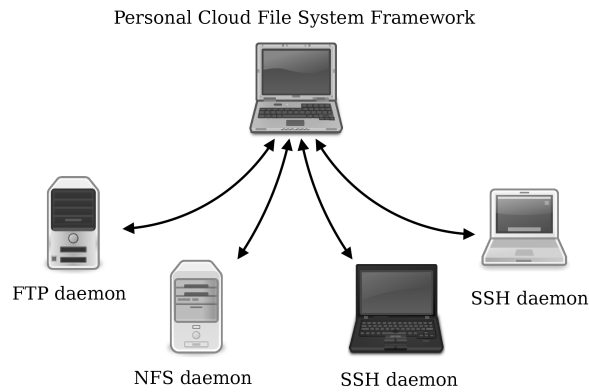 Personal Cloud File System Framework
FTP daemon
SSH daemon
NFS daemon
SSH daemon